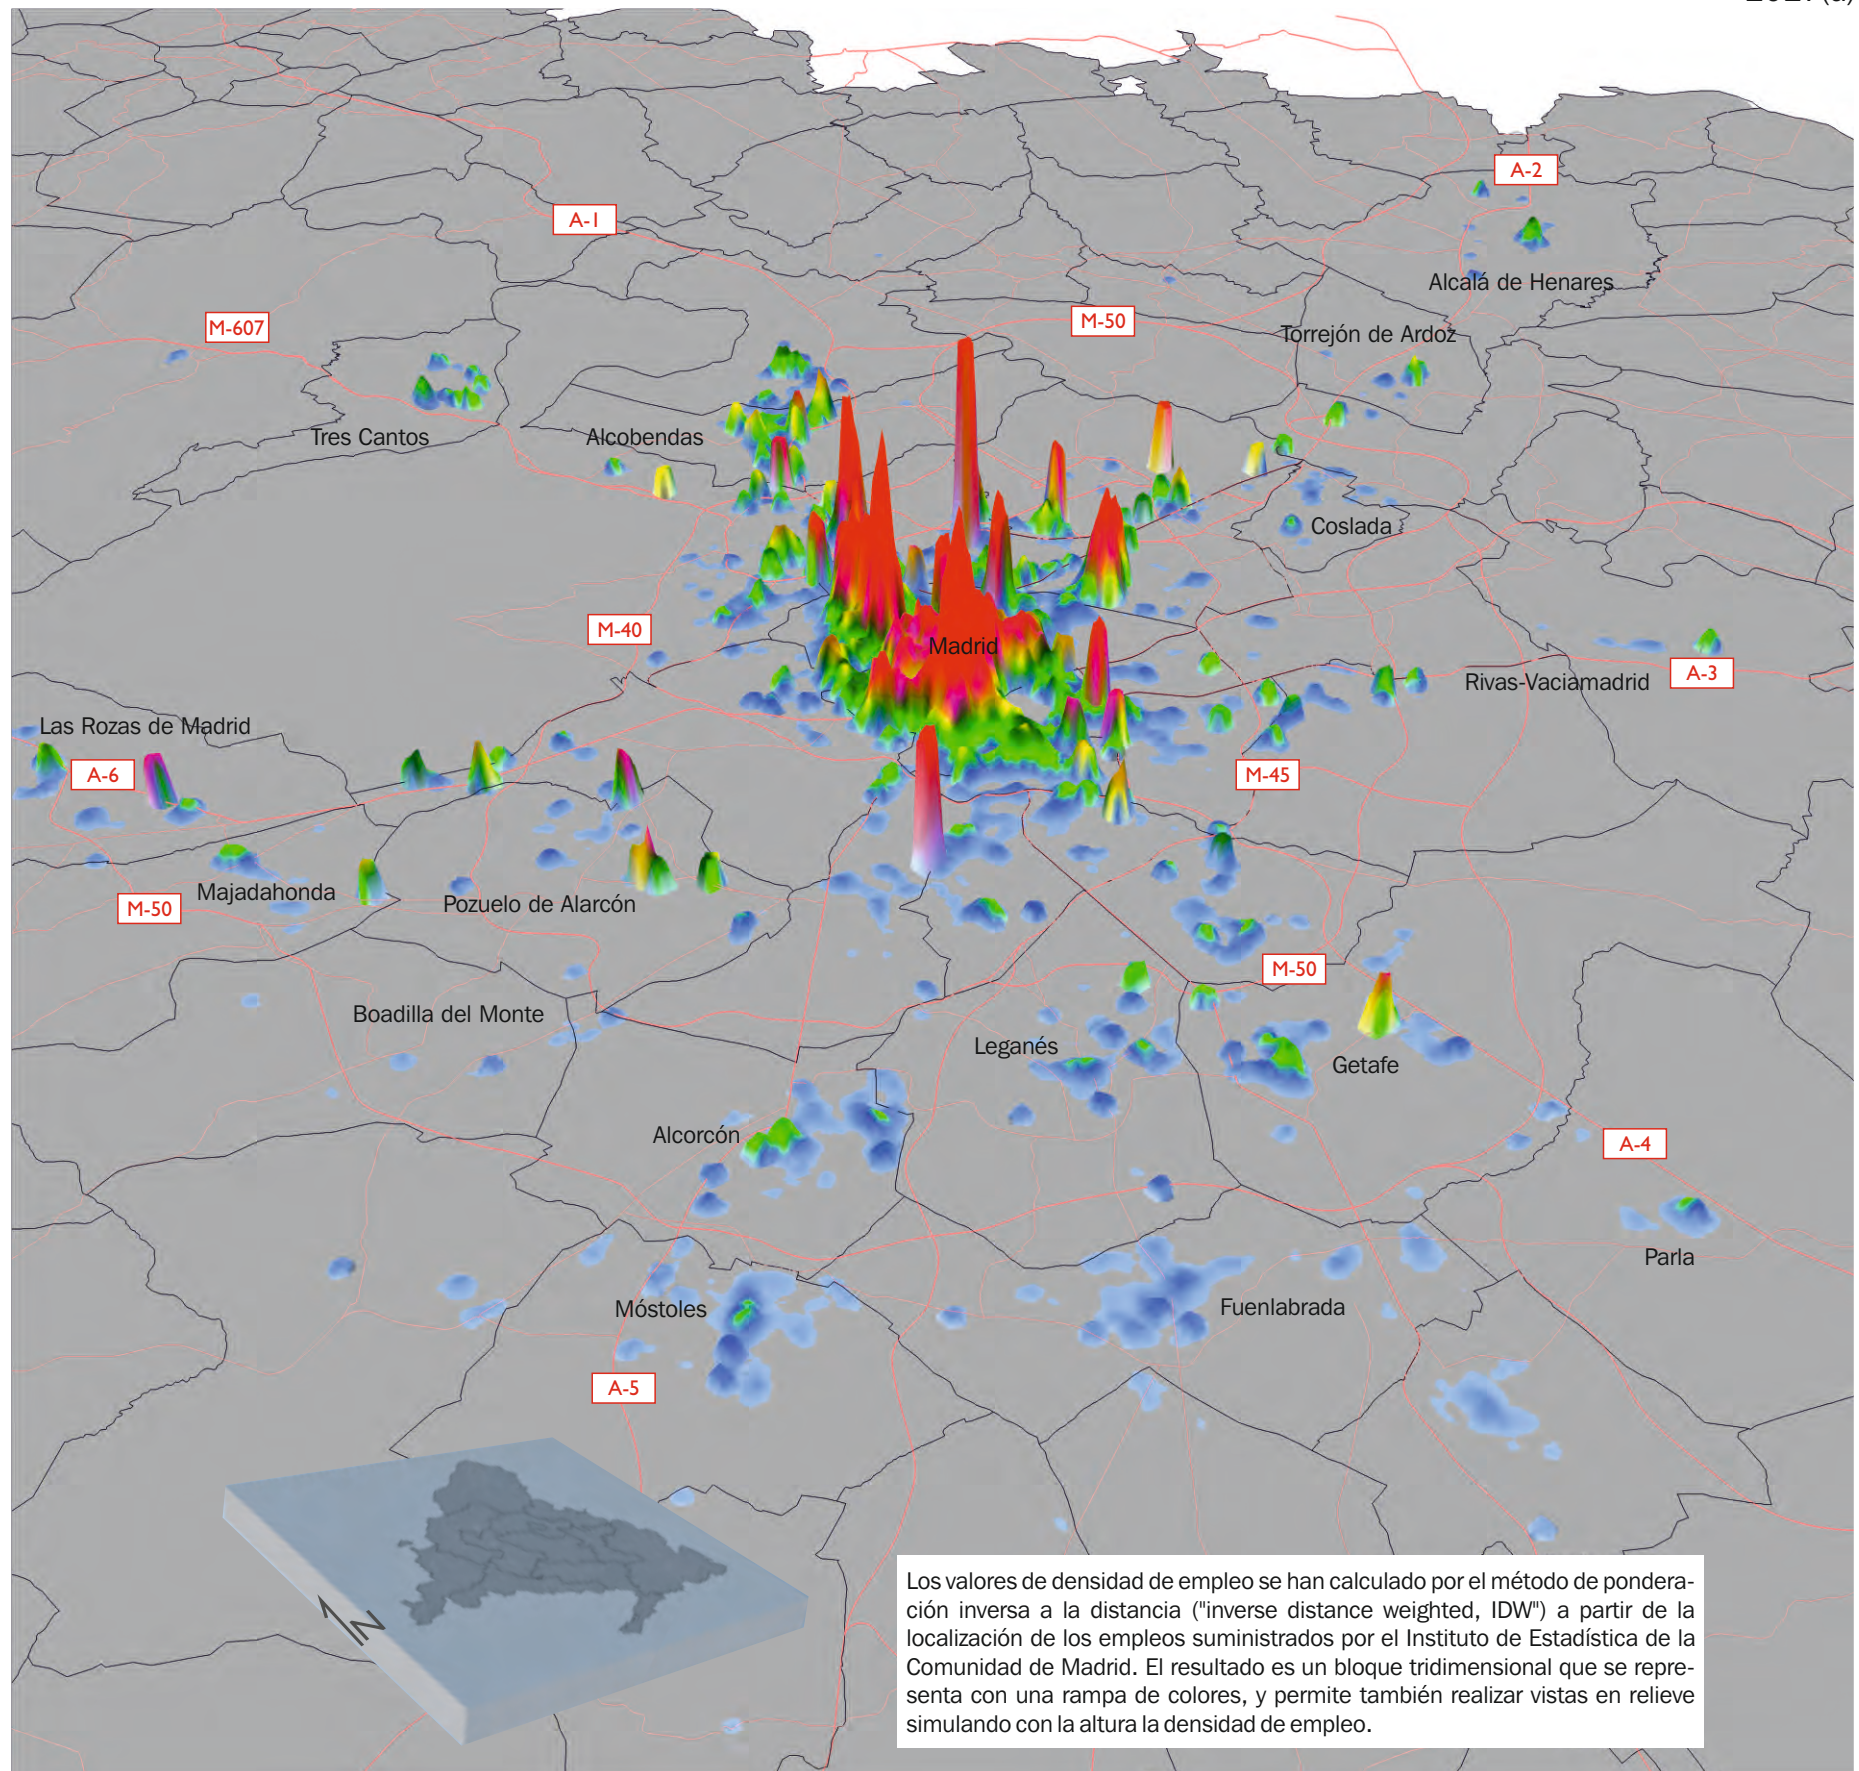 A-2
A-1
Alcalá de Henares
M-607
M-50
Torrejón de Ardoz
Tres Cantos
Alcobendas
Coslada
M-40
Madrid
Rivas-Vaciamadrid
A-3
Las Rozas de Madrid
A-6
M-45
Majadahonda
Pozuelo de Alarcón
M-50
M-50
Boadilla del Monte
Leganés
Getafe
Alcorcón
A-4
Parla
Móstoles
Fuenlabrada
A-5
N
Los valores de densidad de empleo se han calculado por el método de pondera-
ción inversa a la distancia ("inverse distance weighted, IDW") a partir de la
localización de los empleos suministrados por el Instituto de Estadística de la
Comunidad de Madrid. El resultado es un bloque tridimensional que se repre-
senta con una rampa de colores, y permite también realizar vistas en relieve
simulando con la altura la densidad de empleo.